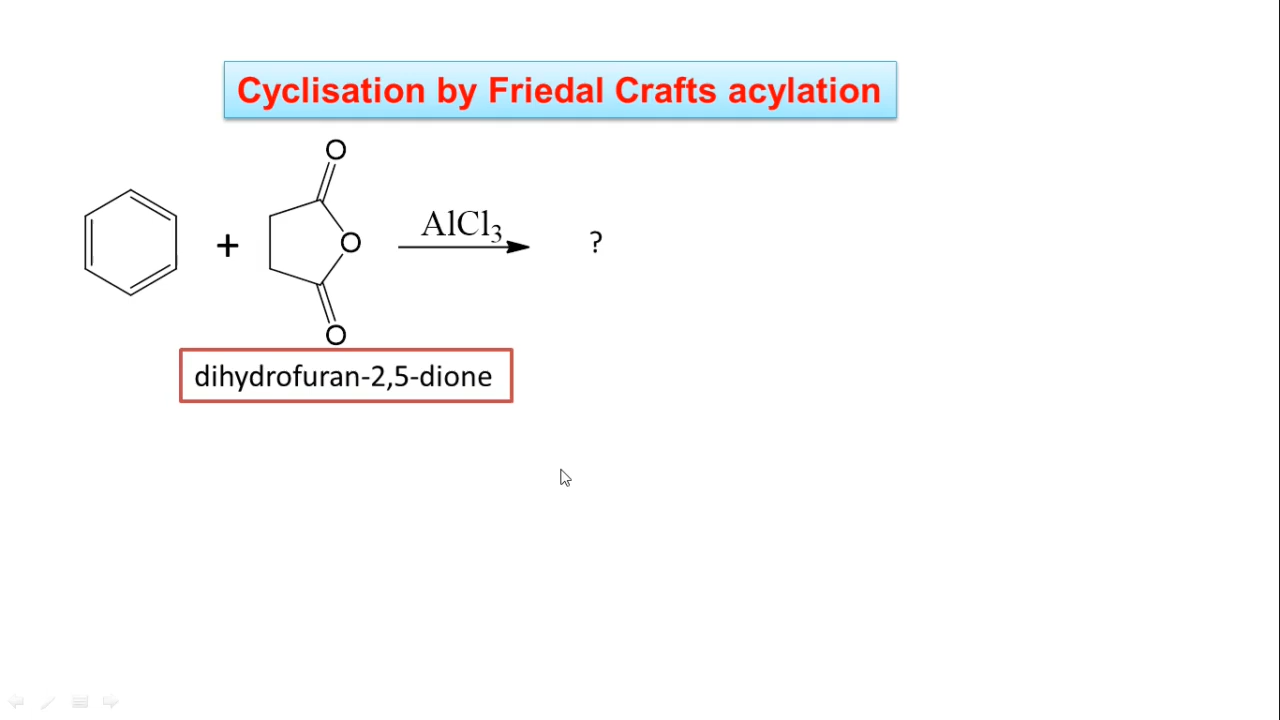 Cyclisation by Friedal Crafts acylation
O
+
O
AlCl₃
?
O
dihydrofuran-2,5-dione